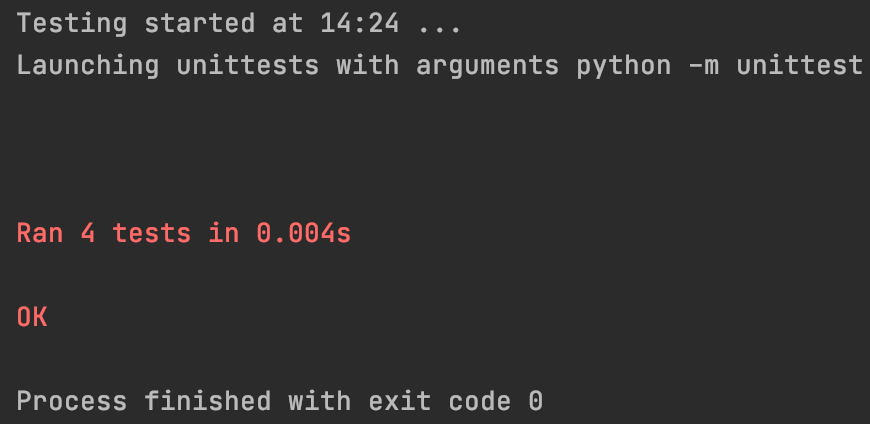 Testing started at 14:24 ...
Launching unittests with arguments python -m unittest
Ran 4 tests in 0.004s
OK
Process finished with exit code 0